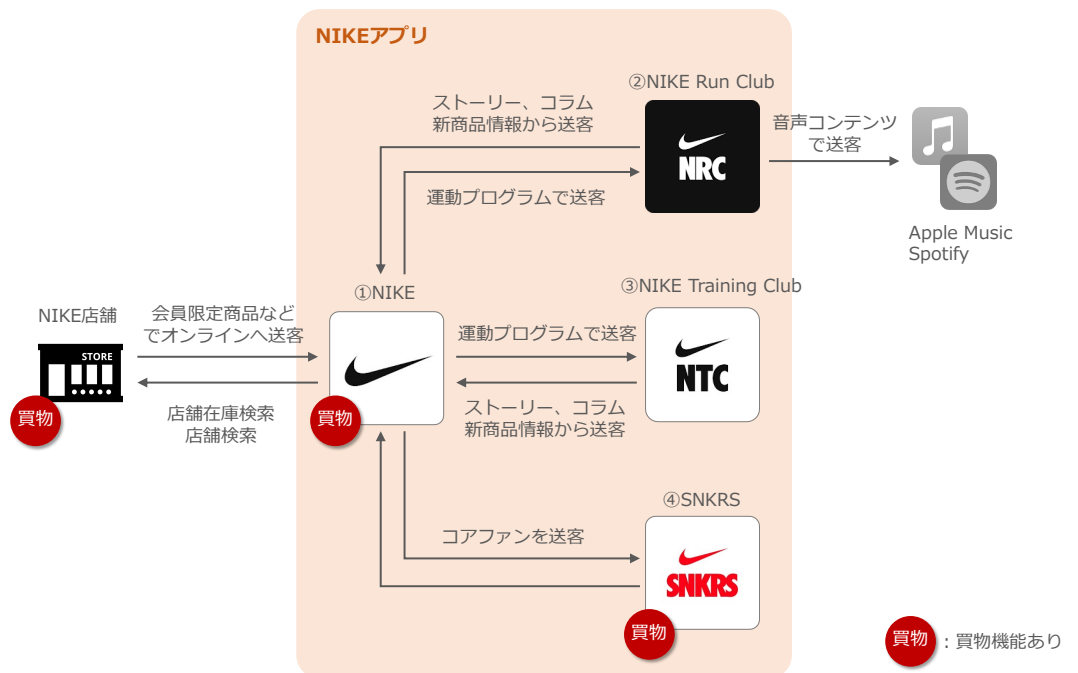 NIKEアプリ
②NIKE Run Club
ストーリー、コラム
新商品情報から送客
NRC
音声コンテンツ
で送客
運動プログラムで送客
Apple Music
Spotify
①NIKE
③NIKE Training Club
NIKE店舗
会員限定商品など
でオンラインへ送客
STORE
運動プログラムで送客
NTC
買物
買物
店舗在庫検索
店舗検索
ストーリー、コラム
新商品情報から送客
④SNKRS
コアファンを送客
SNKRS
買物
買物
：買物機能あり